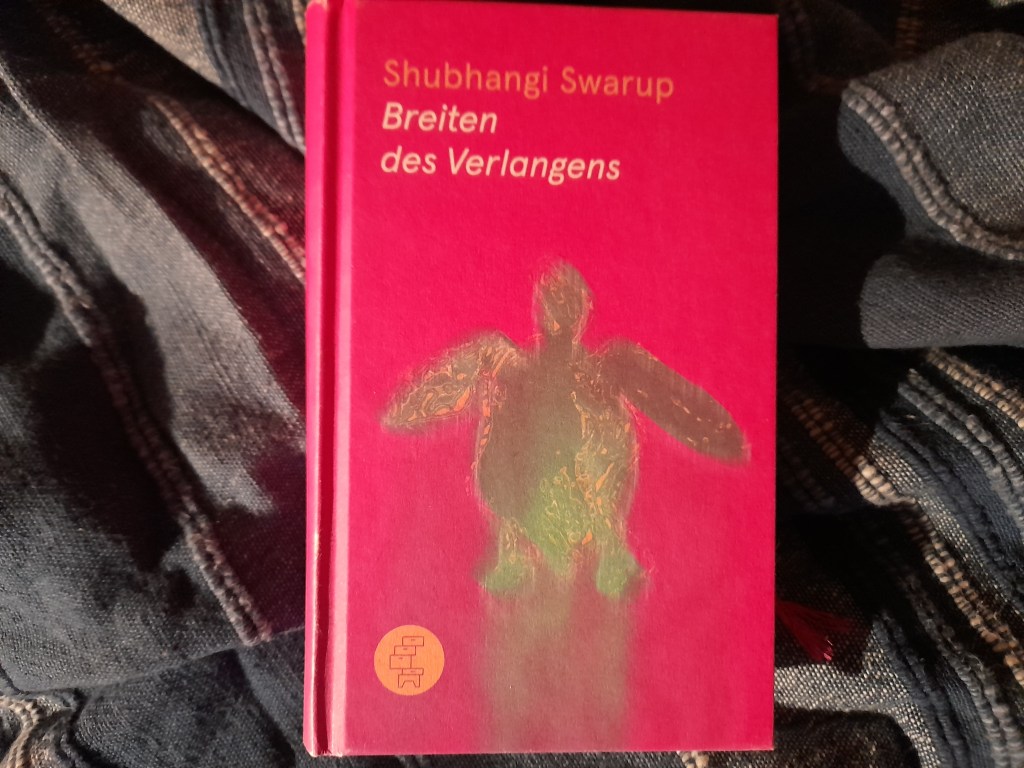 Shubhangi Swarup
Breiten
des Verlangens